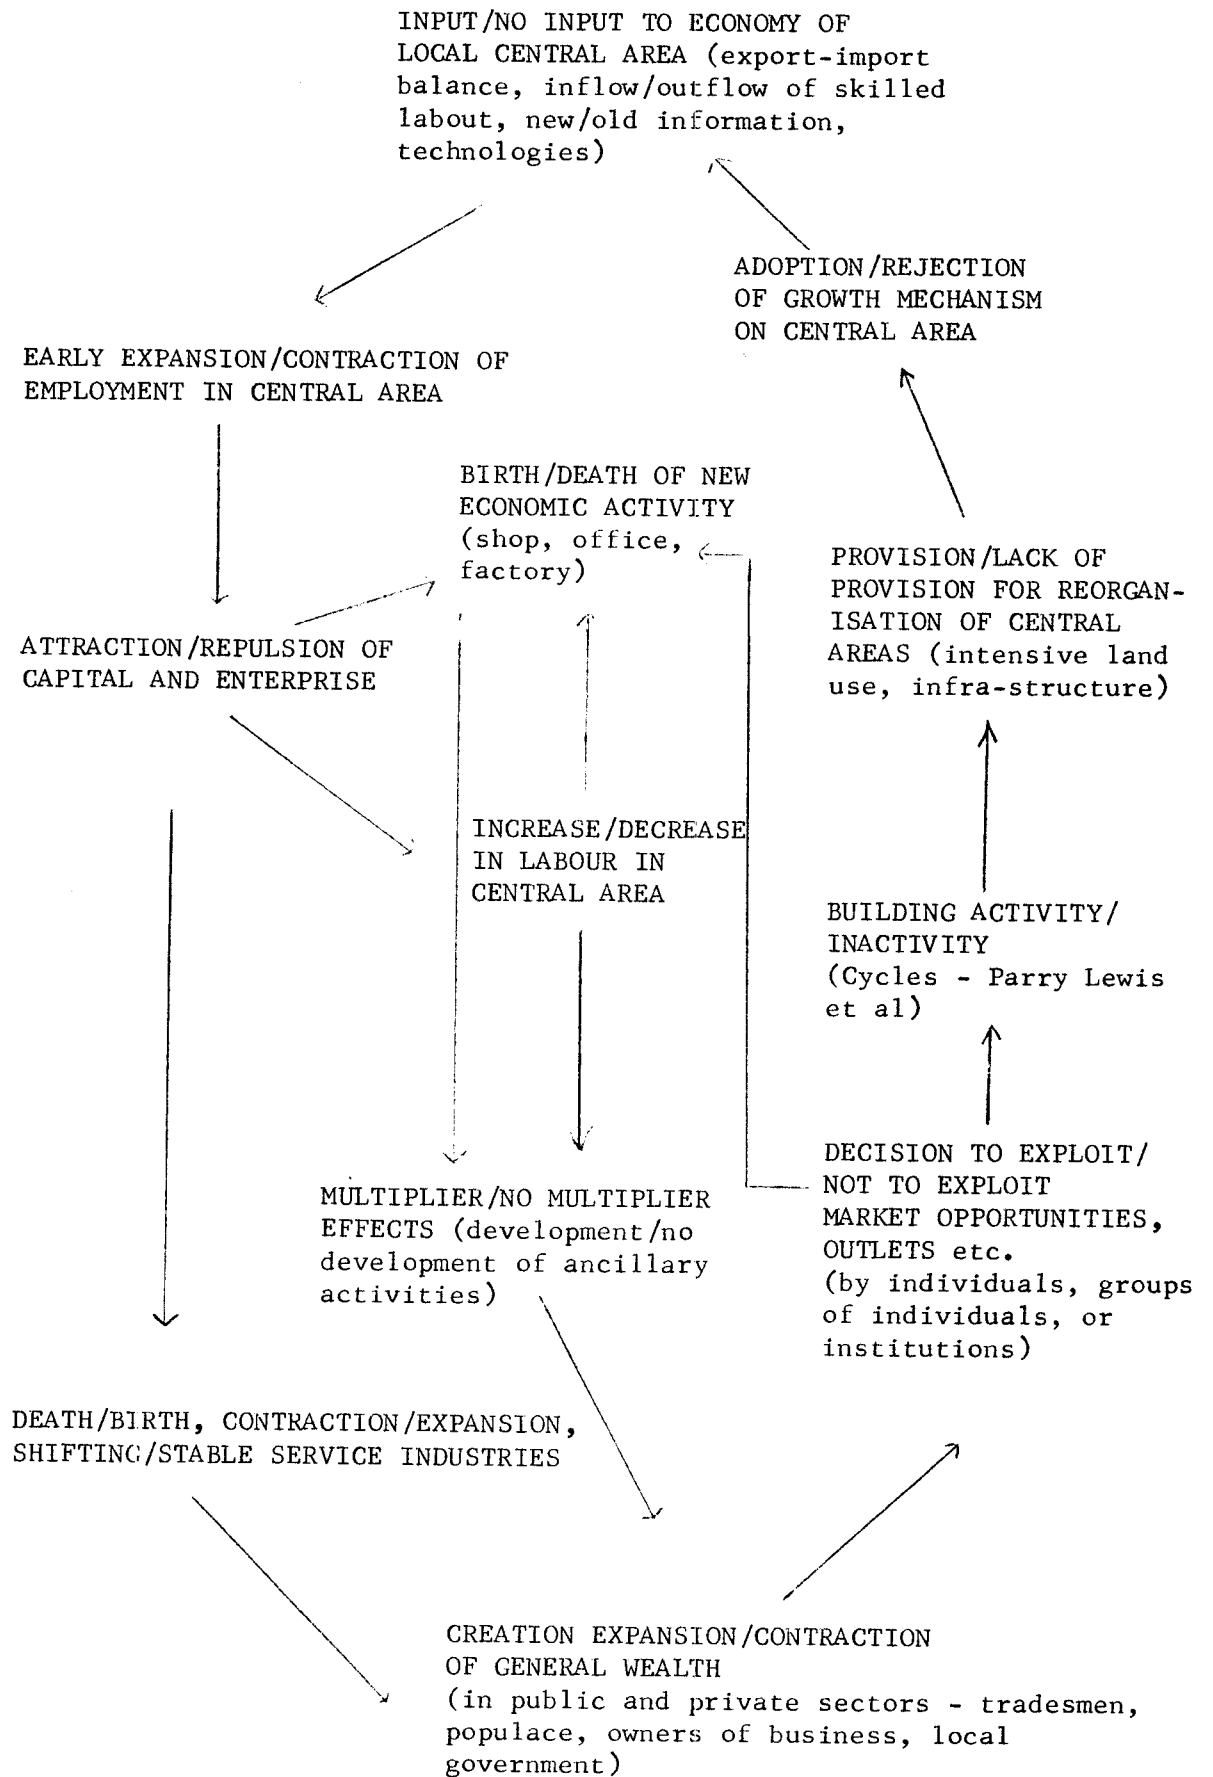 INPUT/NO INPUT TO ECONOMY OF
LOCAL CENTRAL AREA (export-import
balance, inflow/outflow of skilled
labout, new/old information,
technologies)
ADOPTION/REJECTION
OF GROWTH MECHANISM
ON CENTRAL AREA
EARLY EXPANSION/CONTRACTION OF
EMPLOYMENT IN CENTRAL AREA
BIRTH/DEATH OF NEW
ECONOMIC ACTIVITY
(shop, office,
factory)
PROVISION/LACK OF
PROVISION FOR REORGAN-
ISATION OF CENTRAL
AREAS (intensive land
use, infra-structure)
ATTRACTION/REPULSION OF
CAPITAL AND ENTERPRISE
INCREASE/DECREASE
IN LABOUR IN
CENTRAL AREA
BUILDING ACTIVITY/
INACTIVITY
(Cycles - Parry Lewis
et al)
DECISION TO EXPLOIT/
NOT TO EXPLOIT
MARKET OPPORTUNITIES,
OUTLETS etc.
(by individuals, groups
of individuals, or
institutions)
MULTIPLIER/NO MULTIPLIER
EFFECTS (development/no
development of ancillary
activities)
DEATH/BIRTH, CONTRACTION/EXPANSION,
SHIFTING/STABLE SERVICE INDUSTRIES
CREATION EXPANSION/CONTRACTION
OF GENERAL WEALTH
(in public and private sectors - tradesmen,
populace, owners of business, local
government)